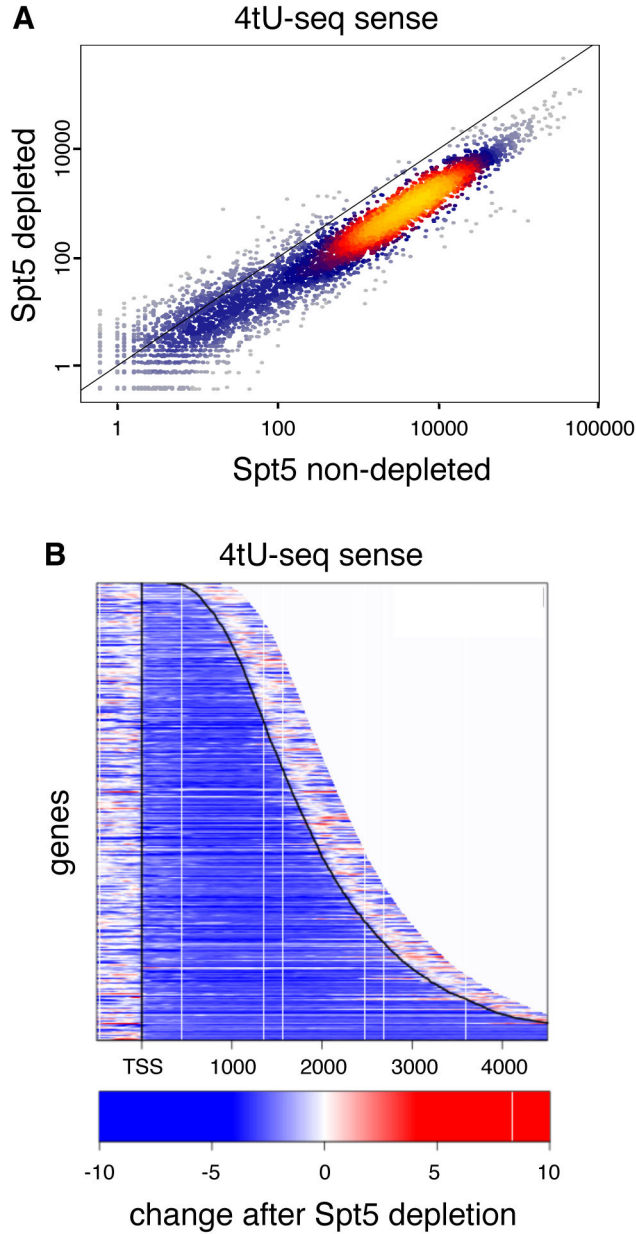 A
4tU-seq sense
Spt5 depleted
10000
100
1
1
100
10000
100000
Spt5 non-depleted
B
4tU-seq sense
genes
TSS
1000
2000
3000
4000
-10
-5
0
5
10
change after Spt5 depletion